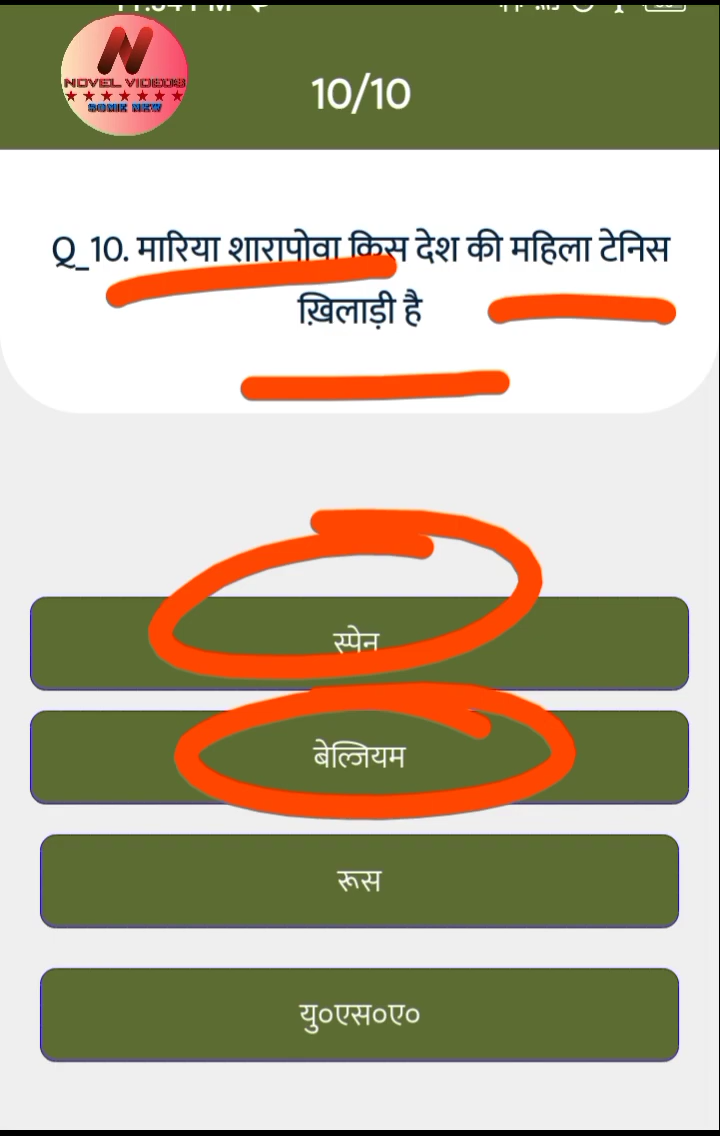 NOVEL VIDEOS
SOME NEW
10/10
Q_10. मारिया शारापोवा किस देश की महिला टेनिस
ख़िलाड़ी है
स्पेन
बेल्जियम
रूस
यु०एस०ए०